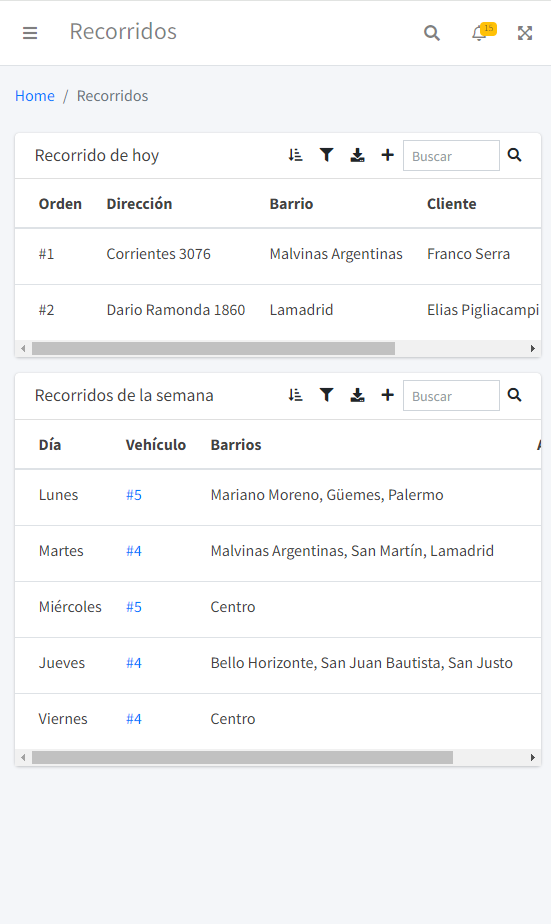 Recorridos
15
Home / Recorridos
Recorrido de hoy Buscar
Orden Dirección Barrio Cliente
#1 Corrientes 3076 Malvinas Argentinas Franco Serra
#2 Dario Ramonda 1860 Lamadrid Elias Pigliacampi
Recorridos de la semana Buscar
Día Vehículo Barrios
Lunes #5 Mariano Moreno, Güemes, Palermo
Martes #4 Malvinas Argentinas, San Martín, Lamadrid
Miércoles #5 Centro
Jueves #4 Bello Horizonte, San Juan Bautista, San Justo
Viernes #4 Centro